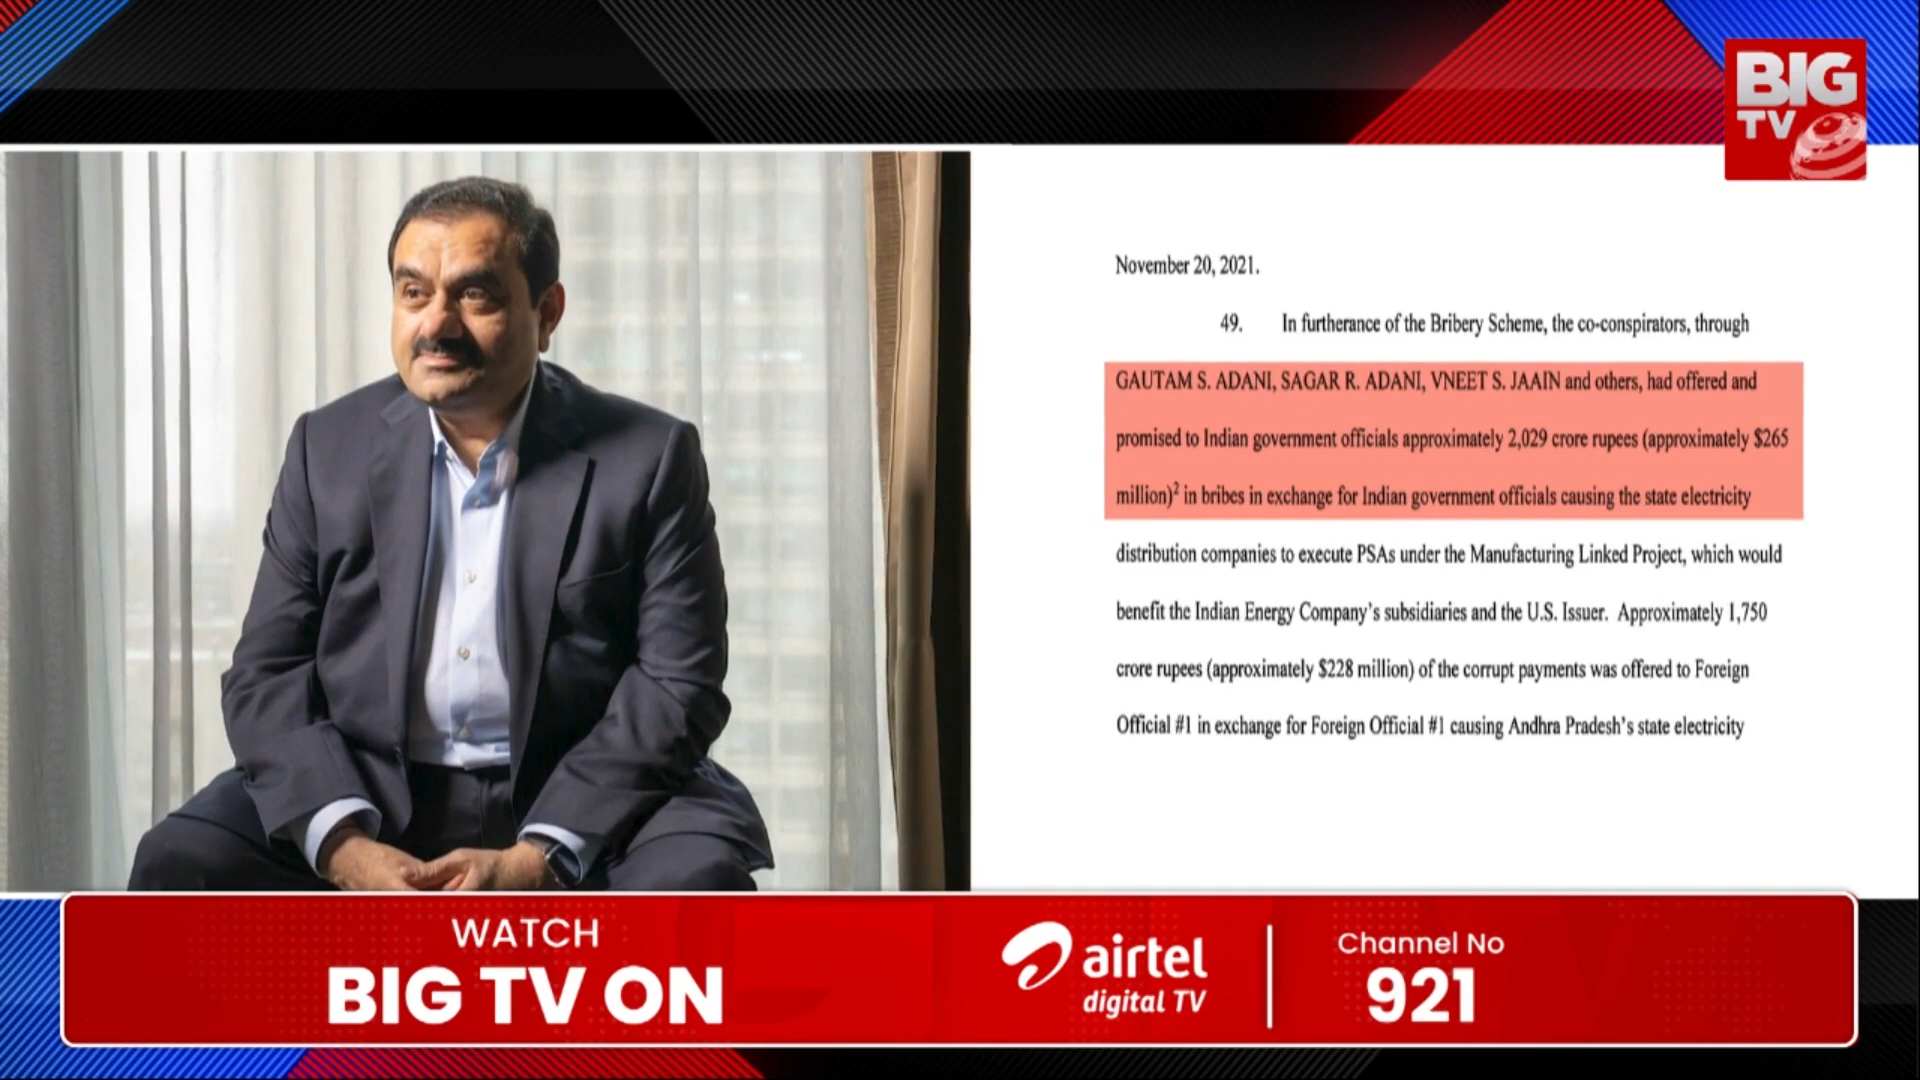 BIG
TV
November 20, 2021.
49. In furtherance of the Bribery Scheme, the co-conspirators, through
GAUTAM S. ADANI, SAGAR R. ADANI, VNEET S. JAAIN and others, had offered and
promised to Indian government officials approximately 2,029 crore rupees (approximately $265
million)² in bribes in exchange for Indian government officials causing the state electricity
distribution companies to execute PSAs under the Manufacturing Linked Project, which would
benefit the Indian Energy Company's subsidiaries and the U.S. Issuer. Approximately 1,750
crore rupees (approximately $228 million) of the corrupt payments was offered to Foreign
Official #1 in exchange for Foreign Official #1 causing Andhra Pradesh's state electricity
WATCH
BIG TV ON
airtel
digital TV
Channel No
921